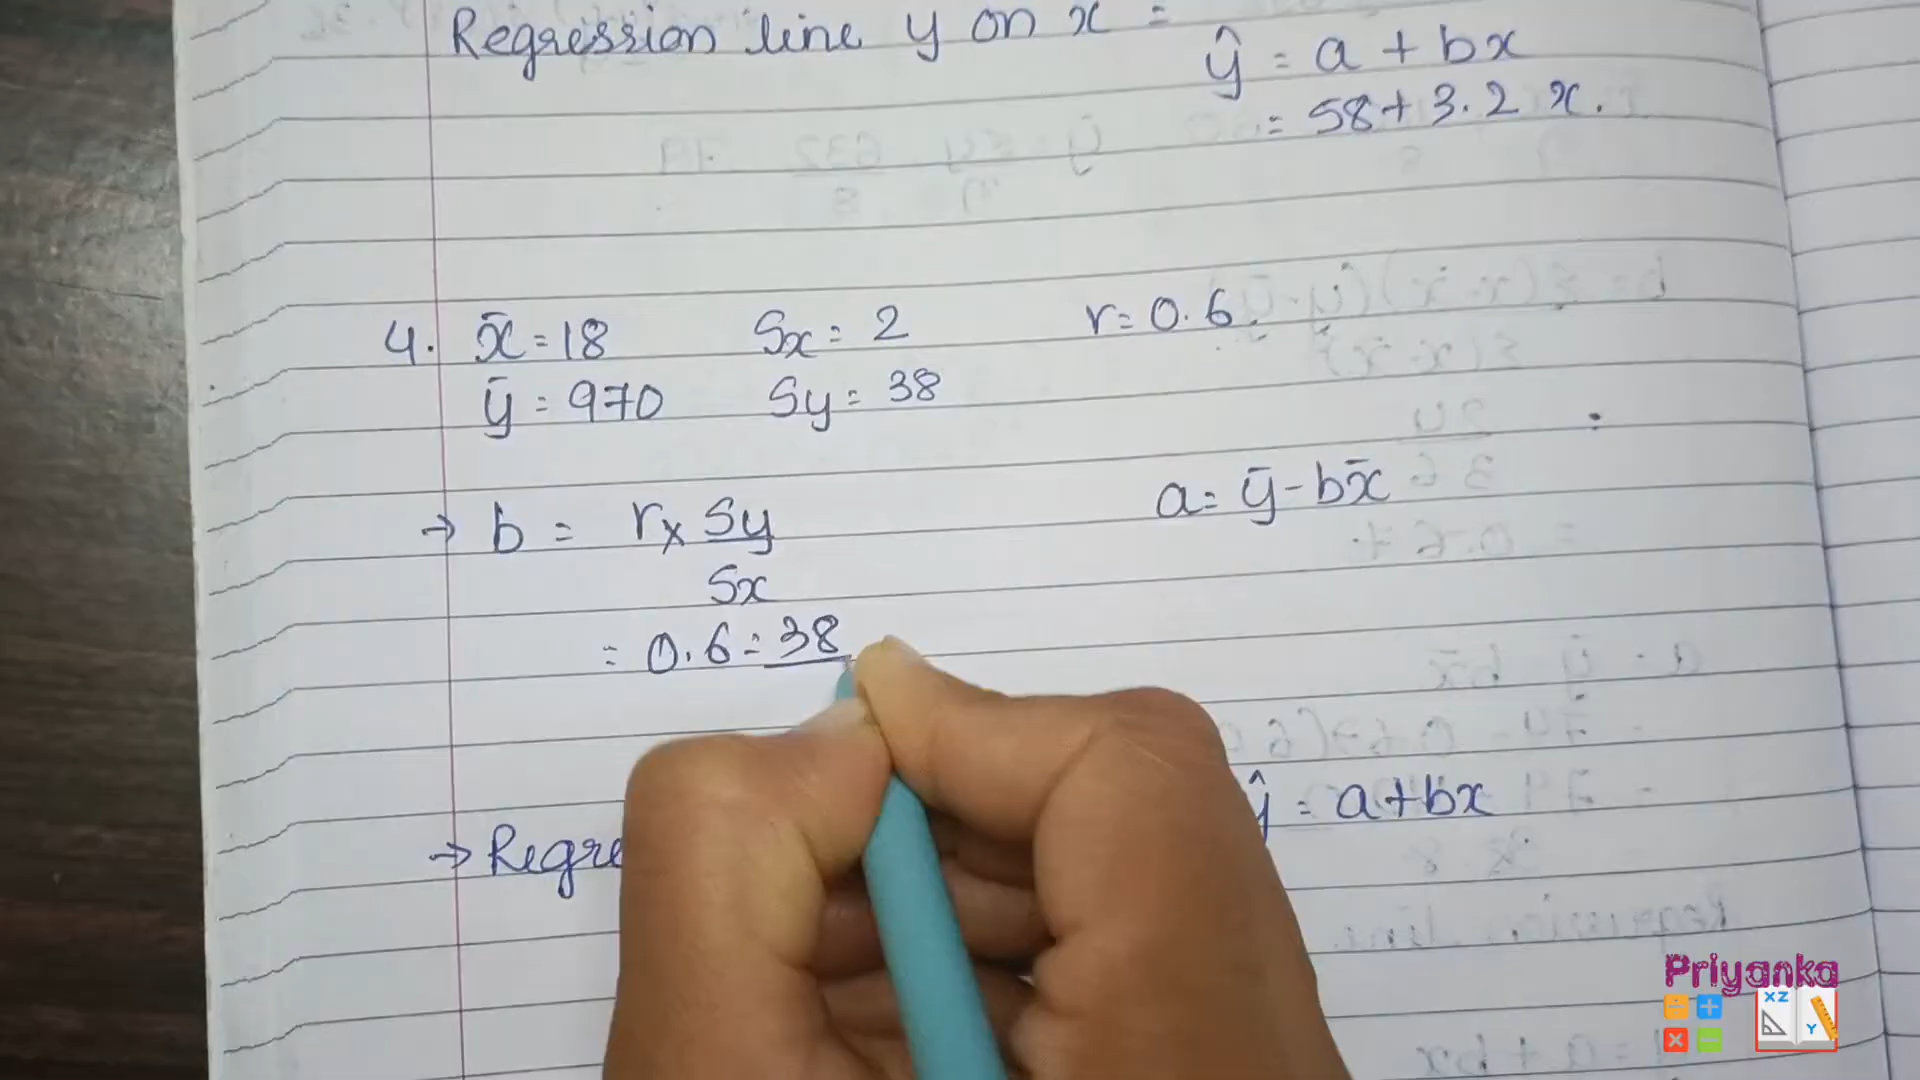 Regression line y on x =
ŷ = a + bx
= 58 + 3.2 x.
4. x̄ = 18 Sx = 2 r = 0.6.
ȳ = 970 Sy = 38
→ b = r x Sy
Sx
a = ȳ - bx̄
= 0.6 = 38
→ Regre
ŷ = a + bx
Priyanka
XZ
Y